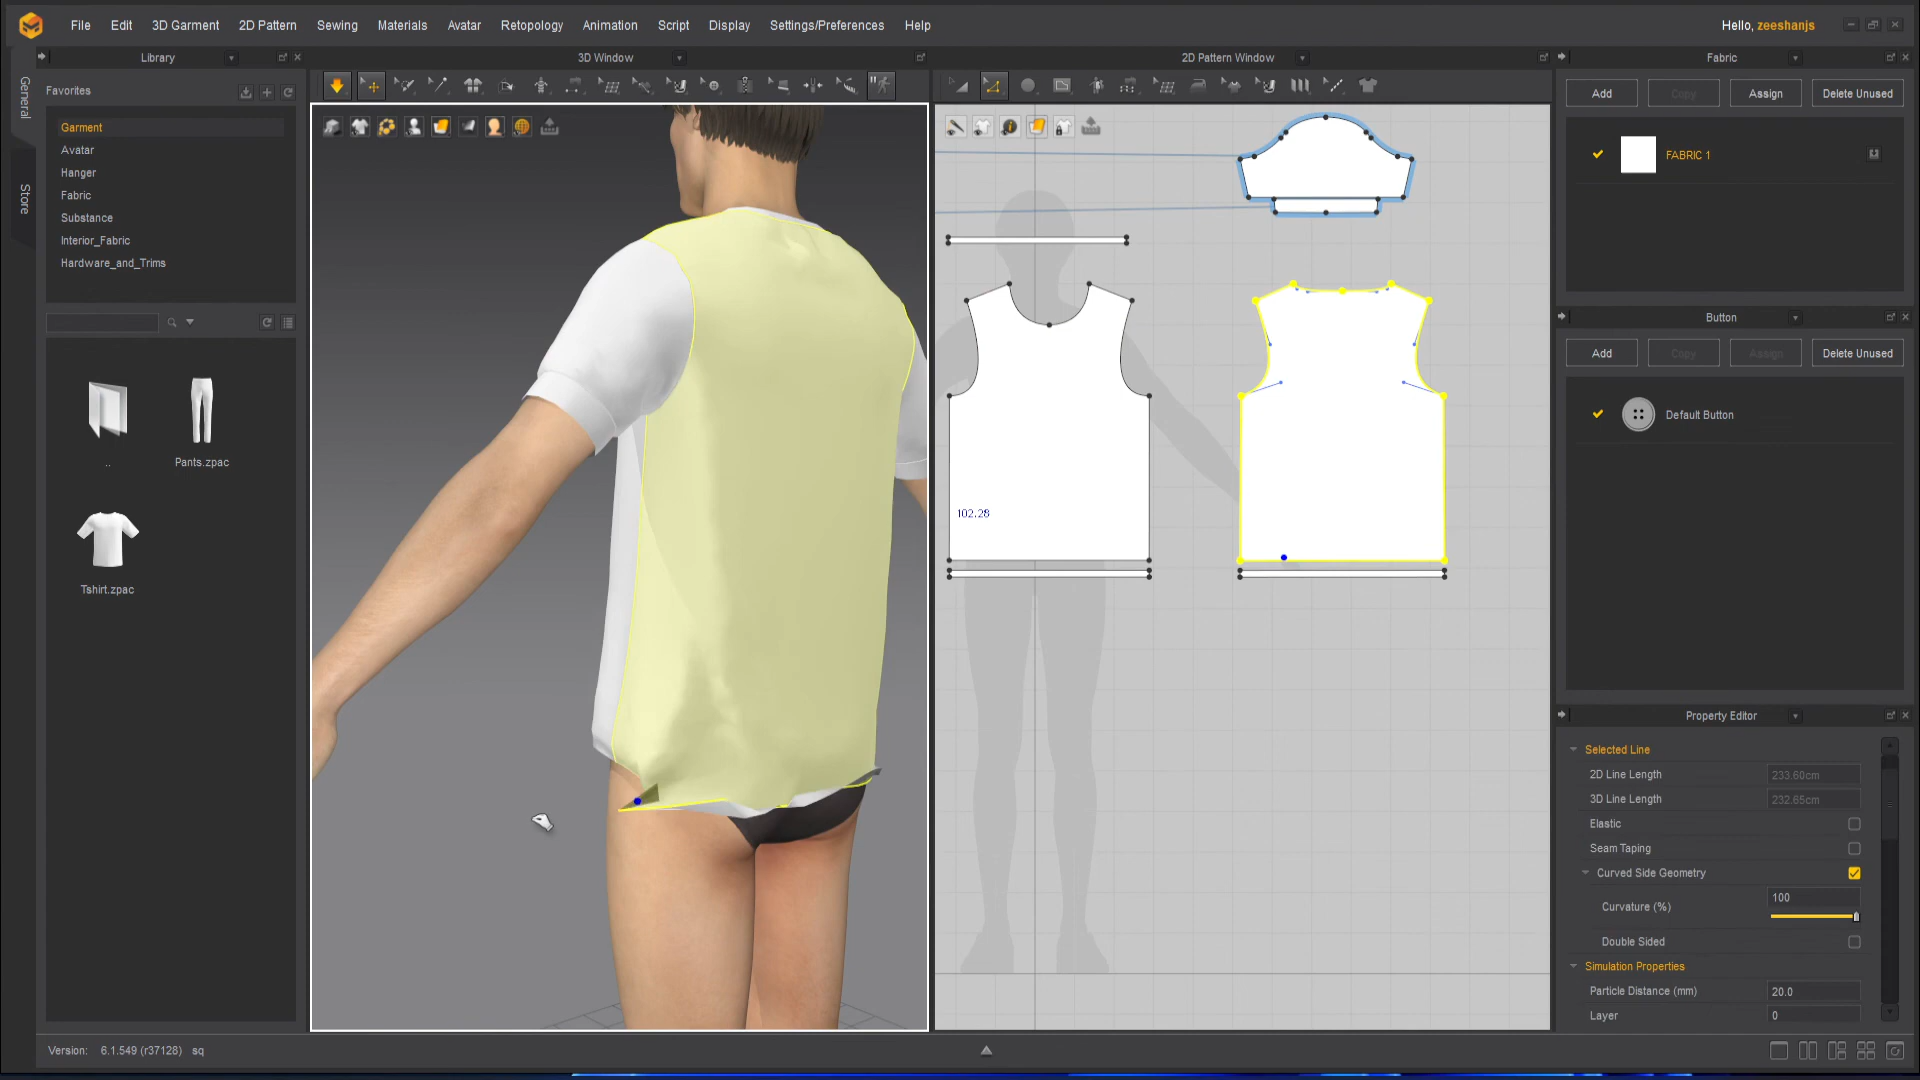 File Edit 3D Garment 2D Pattern Sewing Materials Avatar Retopology Animation Script Display Settings/Preferences Help
Hello, zeeshanjs
Library
3D Window
2D Pattern Window
Fabric
General
Store
Favorites
Garment
Avatar
Hanger
Fabric
Substance
Interior_Fabric
Hardware_and_Trims
..
Pants.zpac
Tshirt.zpac
102.28
Add Copy Assign Delete Unused
FABRIC 1
Button
Add Copy Assign Delete Unused
Default Button
Property Editor
Selected Line
2D Line Length 233.60cm
3D Line Length 232.65cm
Elastic
Seam Taping
Curved Side Geometry
Curvature (%) 100
Double Sided
Simulation Properties
Particle Distance (mm) 20.0
Layer 0
Version: 6.1.549 (r37128) sq